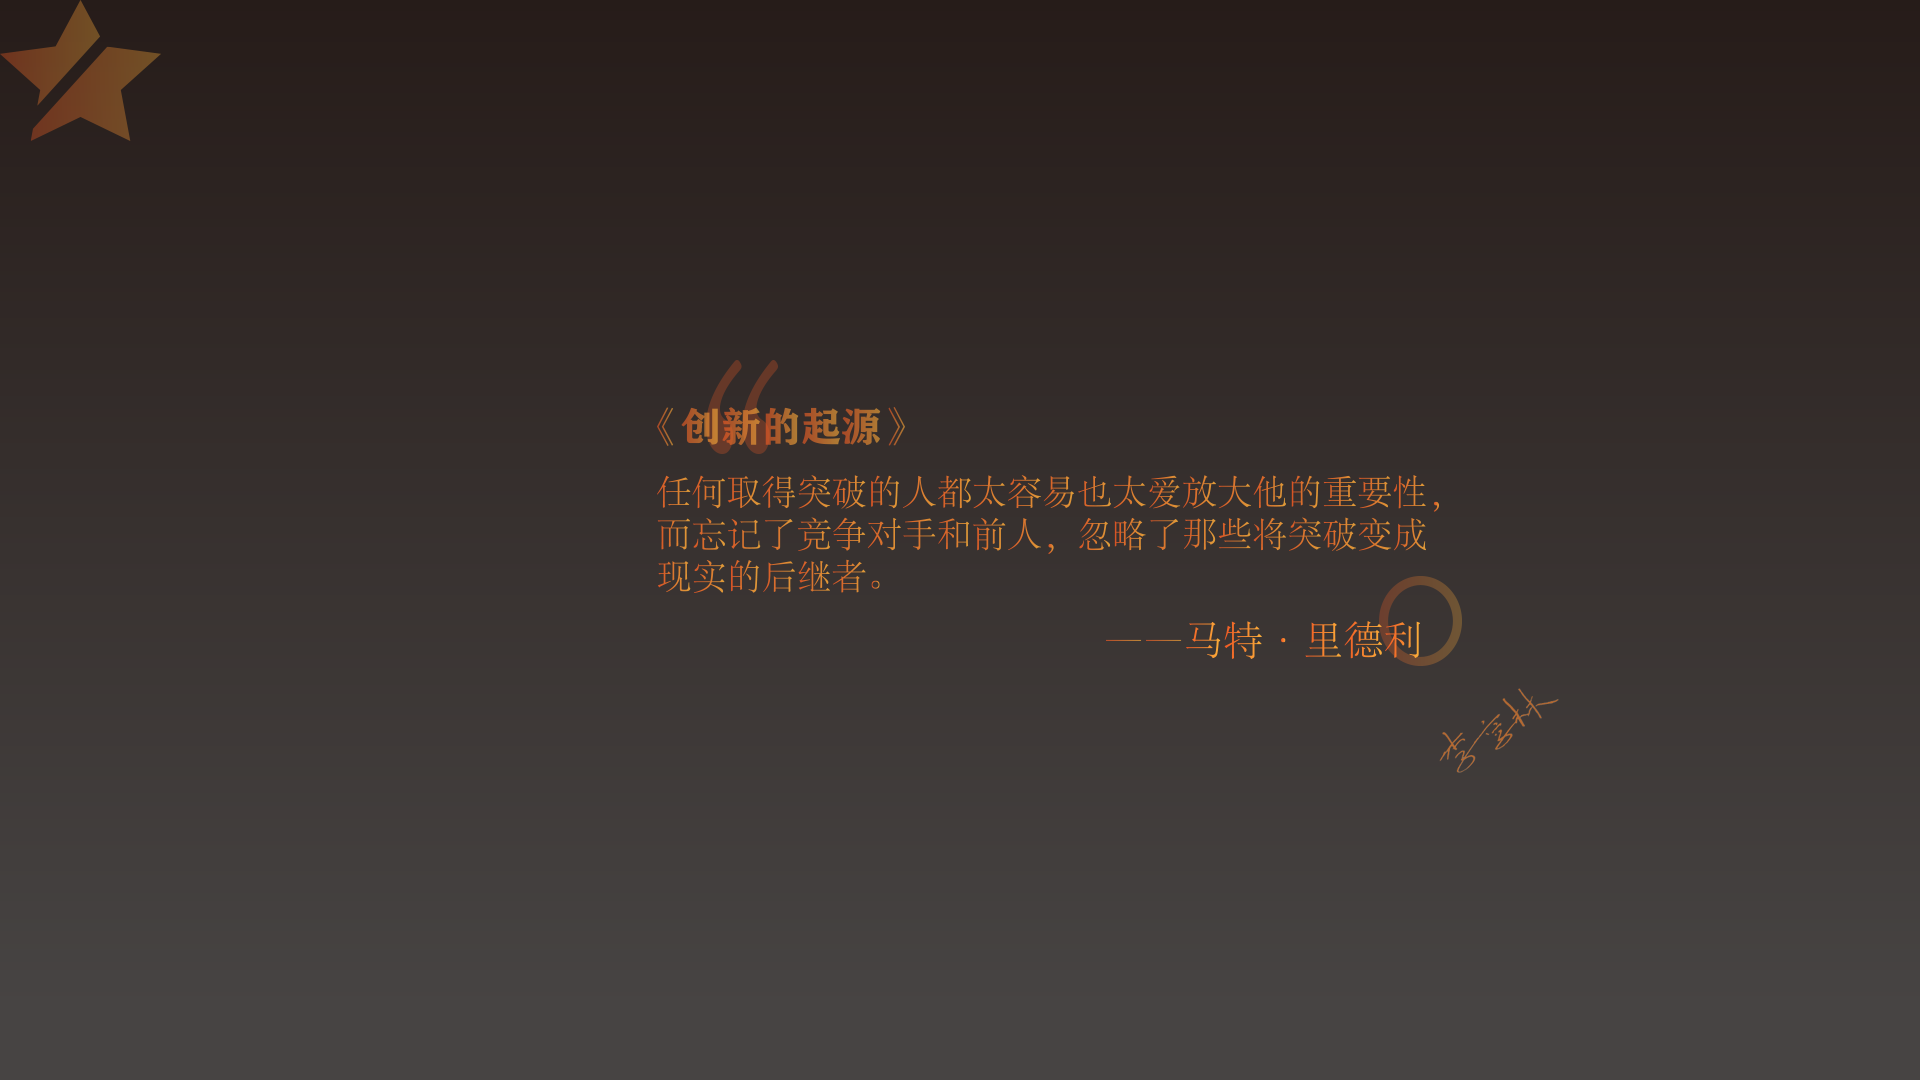 《创新的起源》
任何取得突破的人都太容易也太爱放大他的重要性，
而忘记了竞争对手和前人，忽略了那些将突破变成
现实的后继者。
——马特 · 里德利